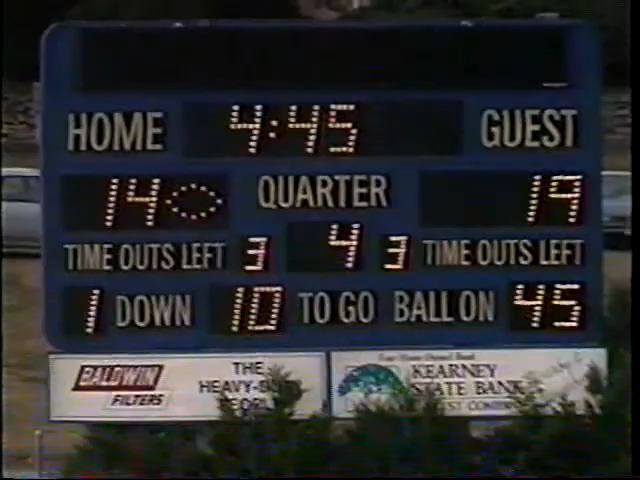 HOME 4:45 GUEST
14 QUARTER 19
TIME OUTS LEFT 3 4 3 TIME OUTS LEFT
1 DOWN 10 TO GO BALL ON 45
BALDWIN FILTERS
THE
KEARNEY
STATE BANK